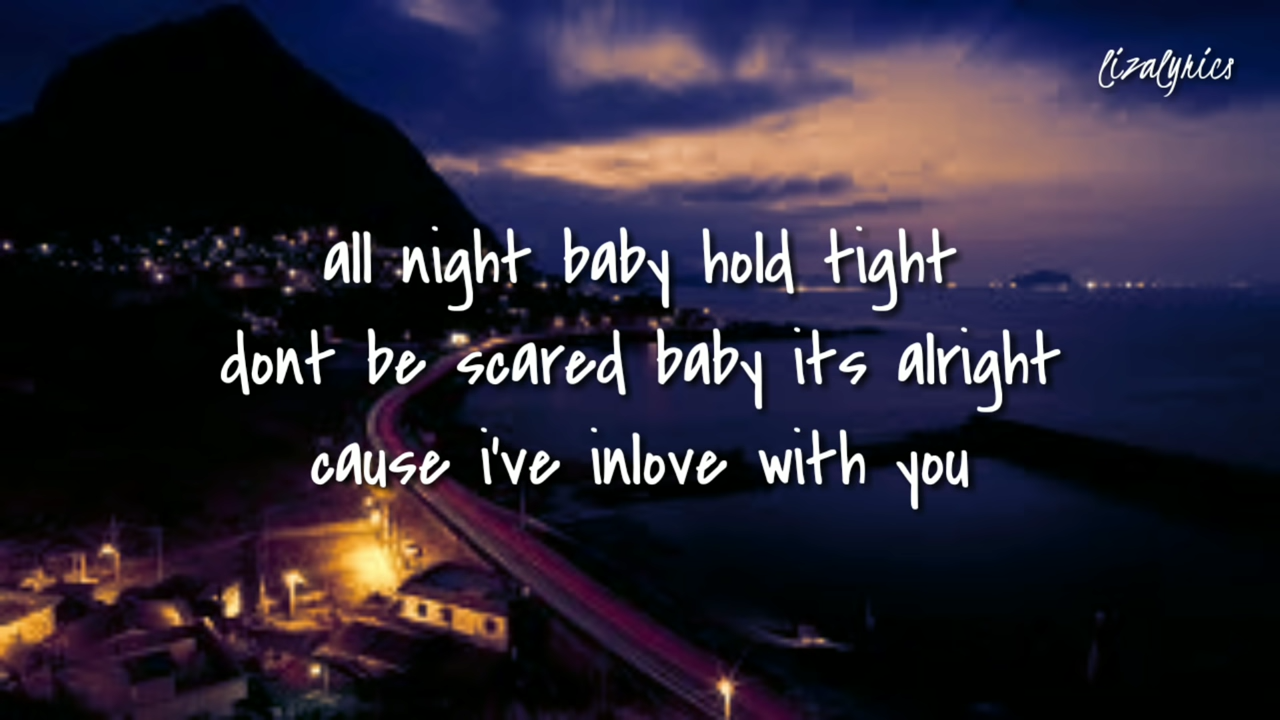 lizalyrics
all night baby hold tight
dont be scared baby its alright
cause i've inlove with you